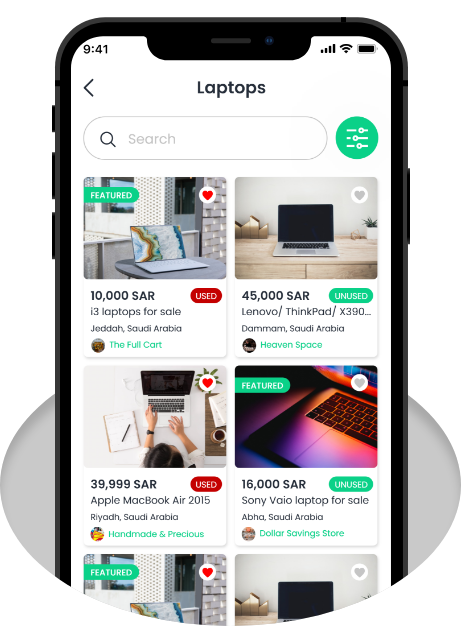 9:41
Laptops
Search
FEATURED
10,000 SAR USED
i3 laptops for sale
Jeddah, Saudi Arabia
The Full Cart
45,000 SAR UNUSED
Lenovo/ ThinkPad/ X390...
Dammam, Saudi Arabia
Heaven Space
39,999 SAR USED
Apple MacBook Air 2015
Riyadh, Saudi Arabia
Handmade & Precious
FEATURED
16,000 SAR UNUSED
Sony Vaio laptop for sale
Abha, Saudi Arabia
Dollar Savings Store
FEATURED